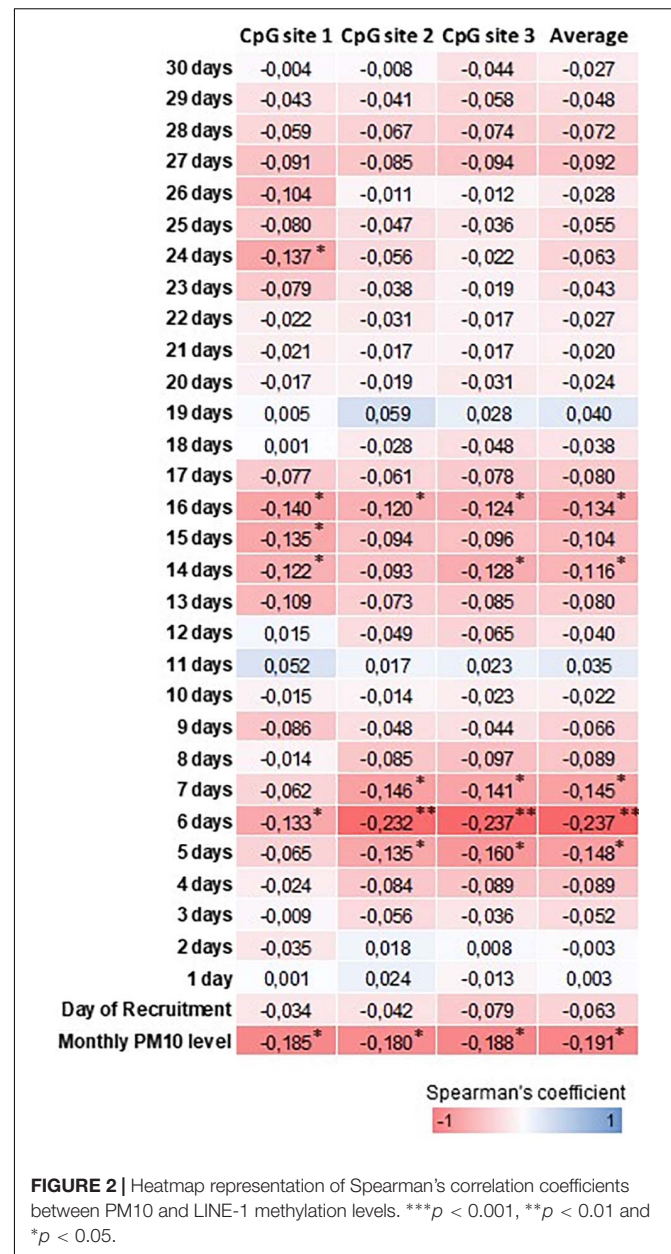 CpG site 1 CpG site 2 CpG site 3 Average
30 days -0,004 -0,008 -0,044 -0,027
29 days -0,043 -0,041 -0,058 -0,048
28 days -0,059 -0,067 -0,074 -0,072
27 days -0,091 -0,085 -0,094 -0,092
26 days -0,104 -0,011 -0,012 -0,028
25 days -0,080 -0,047 -0,036 -0,055
24 days -0,137 * -0,056 -0,022 -0,063
23 days -0,079 -0,038 -0,019 -0,043
22 days -0,022 -0,031 -0,017 -0,027
21 days -0,021 -0,017 -0,017 -0,020
20 days -0,017 -0,019 -0,031 -0,024
19 days 0,005 0,059 0,028 0,040
18 days 0,001 -0,028 -0,048 -0,038
17 days -0,077 -0,061 -0,078 -0,080
16 days -0,140 * -0,120 * -0,124 * -0,134 *
15 days -0,135 * -0,094 -0,096 -0,104
14 days -0,122 * -0,093 -0,128 * -0,116 *
13 days -0,109 -0,073 -0,085 -0,080
12 days 0,015 -0,049 -0,065 -0,040
11 days 0,052 0,017 0,023 0,035
10 days -0,015 -0,014 -0,023 -0,022
9 days -0,086 -0,048 -0,044 -0,066
8 days -0,014 -0,085 -0,097 -0,089
7 days -0,062 -0,146 * -0,141 * -0,145 *
6 days -0,133 * -0,232 ** -0,237 ** -0,237 **
5 days -0,065 -0,135 * -0,160 * -0,148 *
4 days -0,024 -0,084 -0,089 -0,089
3 days -0,009 -0,056 -0,036 -0,052
2 days -0,035 0,018 0,008 -0,003
1 day 0,001 0,024 -0,013 0,003
Day of Recruitment -0,034 -0,042 -0,079 -0,063
Monthly PM10 level -0,185 * -0,180 * -0,188 * -0,191 *
Spearman's coefficient
-1 1
FIGURE 2 | Heatmap representation of Spearman's correlation coefficients
between PM10 and LINE-1 methylation levels. ***p < 0.001, **p < 0.01 and
*p < 0.05.